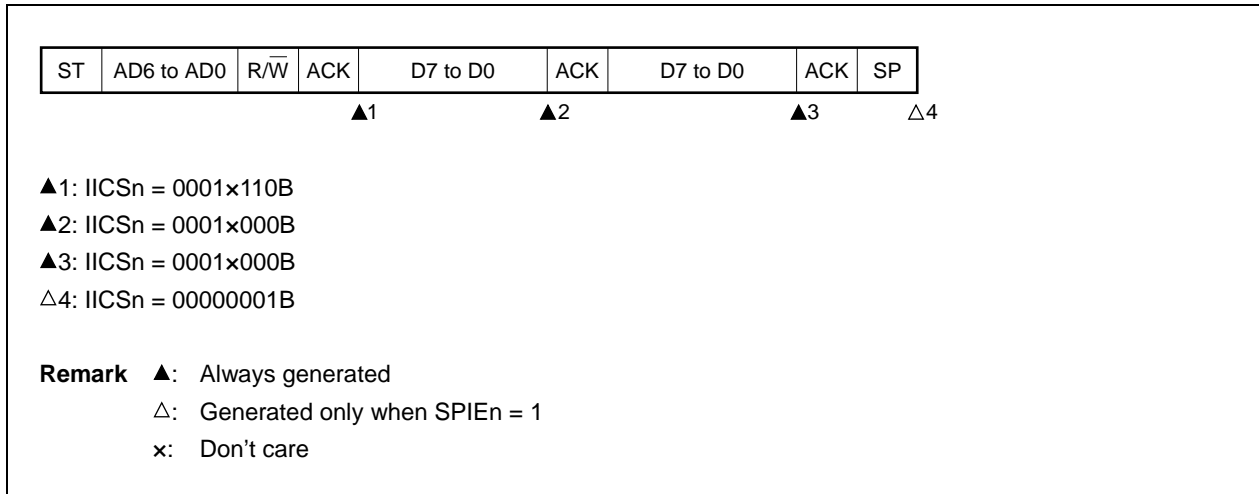 ST AD6 to AD0 R/W̅ ACK D7 to D0 ACK D7 to D0 ACK SP
▲1 ▲2 ▲3 △4
▲1: IICSn = 0001×110B
▲2: IICSn = 0001×000B
▲3: IICSn = 0001×000B
△4: IICSn = 00000001B
Remark ▲: Always generated
△: Generated only when SPIEn = 1
×: Don't care